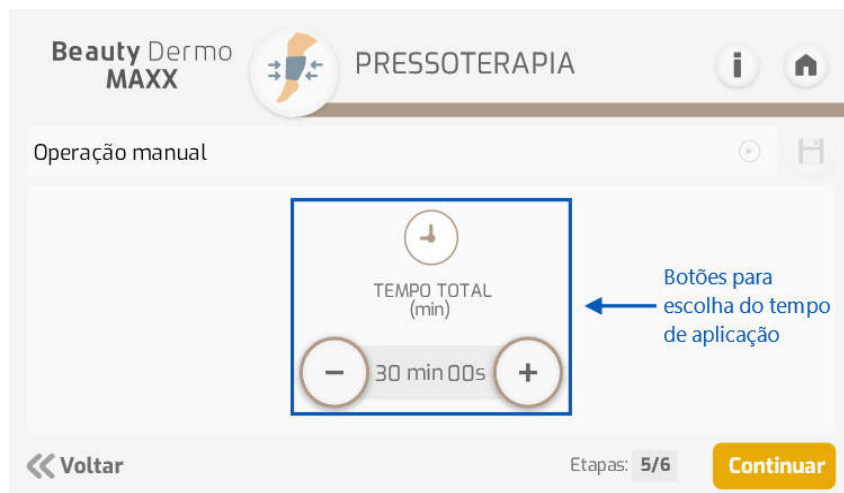 Beauty Dermo
MAXX
PRESSOTERAPIA
i
Operação manual
TEMPO TOTAL
(min)
Botões para
escolha do tempo
de aplicação
− 30 min 00s +
Voltar
Etapas: 5/6
Continuar